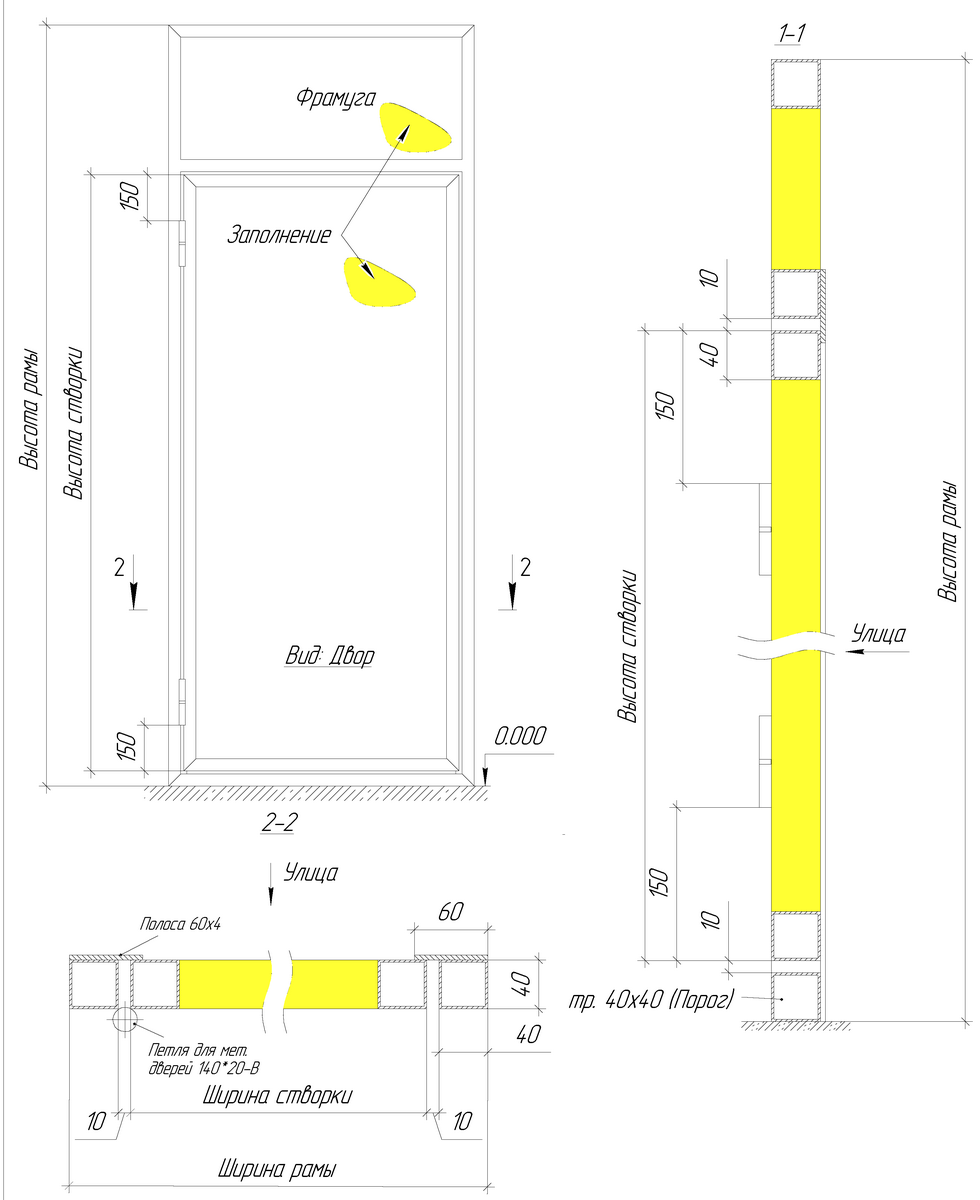 Фрамуга
Заполнение
150
Высота рамы
Высота створки
2
2
Вид: Двор
150
0.000
2-2
Улица
Полоса 60х4
60
40
40
Петля для мет.
дверей 140*20-В
Ширина створки
10
10
Ширина рамы
1-1
10
40
150
Высота створки
Высота рамы
Улица
150
10
тр. 40х40 (Порог)